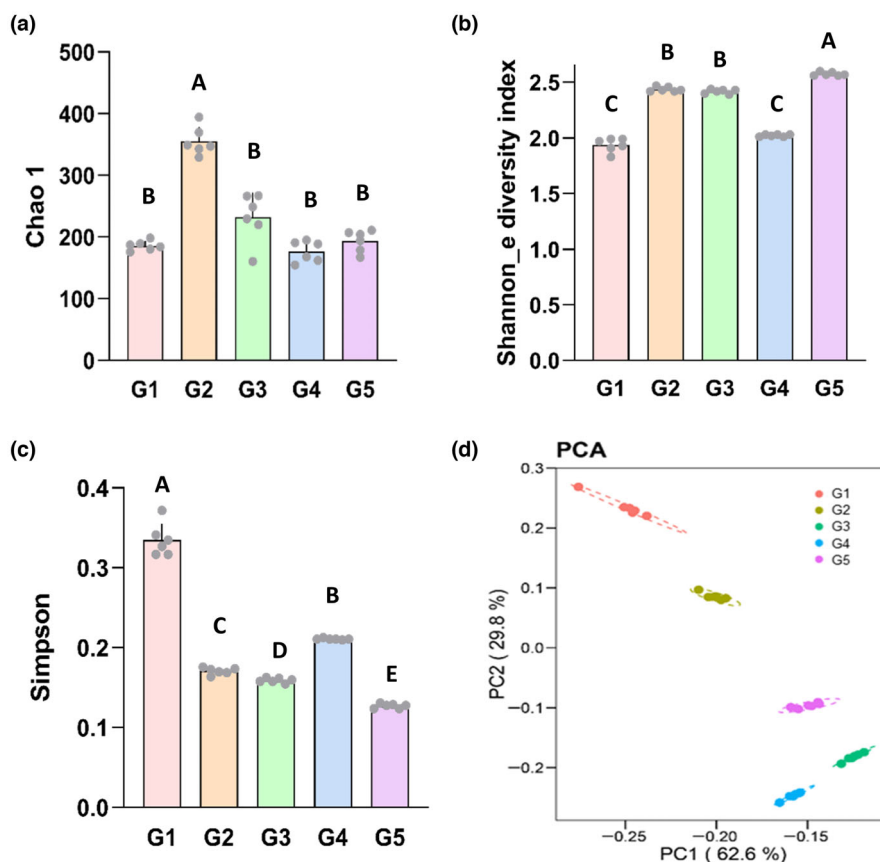 (a)
500
400
300
200
100
0
Chao 1
B
A
B
B
B
G1 G2 G3 G4 G5
(b)
2.5
2.0
1.5
1.0
0.5
0.0
Shannon_e diversity index
C
B
B
C
A
G1 G2 G3 G4 G5
(c)
0.4
0.3
0.2
0.1
0.0
Simpson
A
C
D
B
E
G1 G2 G3 G4 G5
(d)
PCA
0.3
0.2
0.1
0.0
−0.1
−0.2
PC2 ( 29.8 %)
G1
G2
G3
G4
G5
−0.25 −0.20 −0.15
PC1 ( 62.6 %)